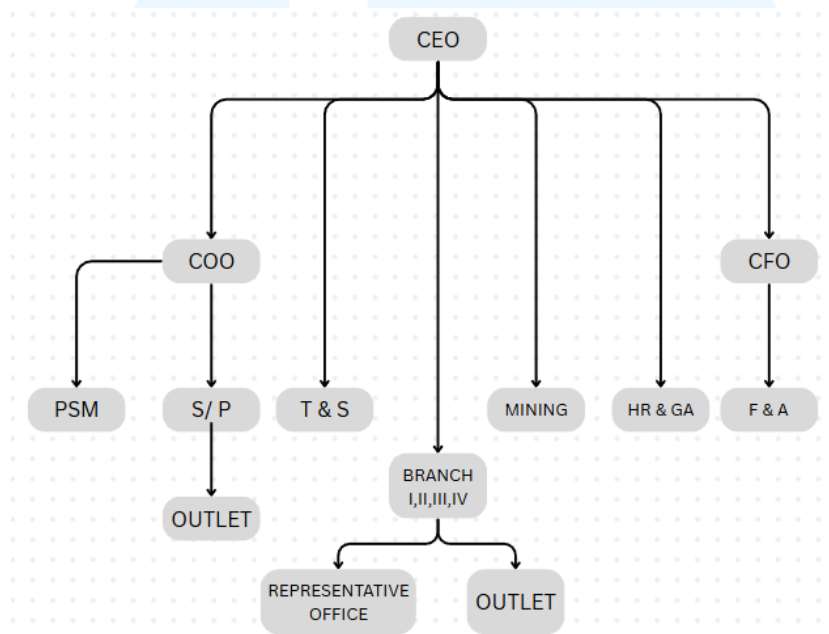 CEO
COO
CFO
PSM
S/ P
T & S
MINING
HR & GA
F & A
BRANCH
I,II,III,IV
OUTLET
REPRESENTATIVE
OFFICE
OUTLET